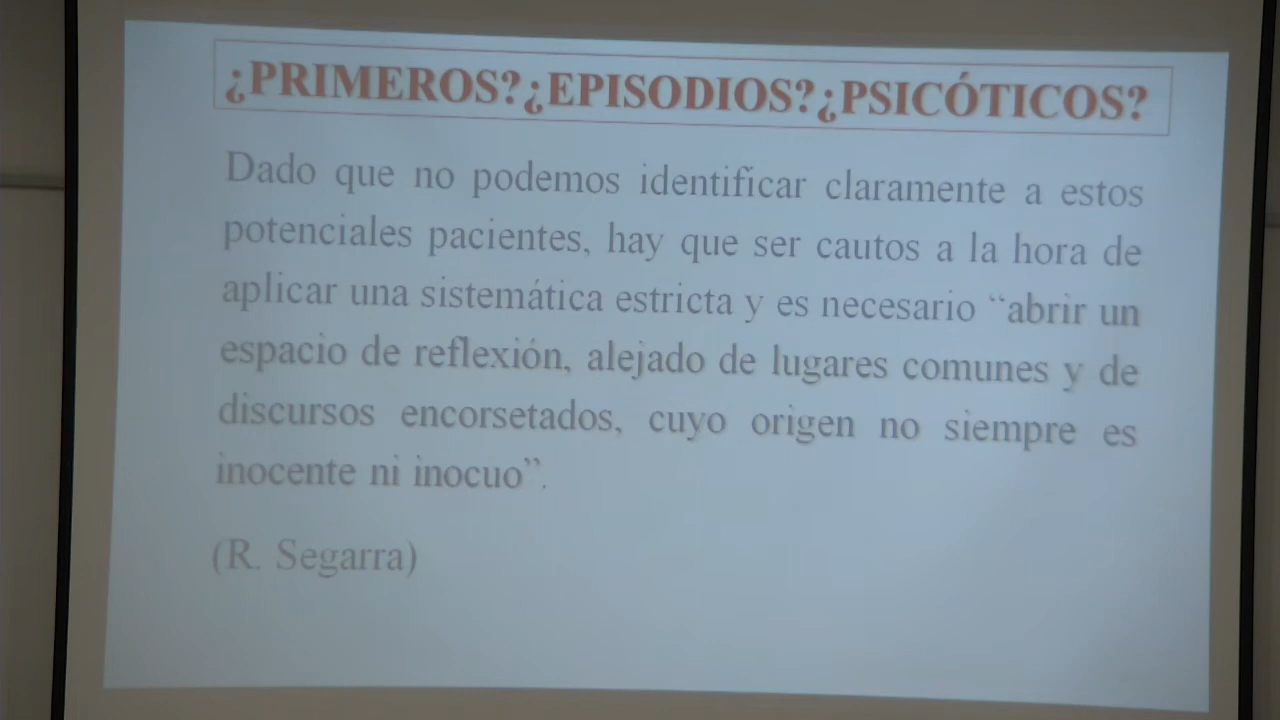 ¿PRIMEROS?¿EPISODIOS?¿PSICÓTICOS?
Dado que no podemos identificar claramente a estos
potenciales pacientes, hay que ser cautos a la hora de
aplicar una sistemática estricta y es necesario “abrir un
espacio de reflexión, alejado de lugares comunes y de
discursos encorsetados, cuyo origen no siempre es
inocente ni inocuo”.
(R. Segarra)